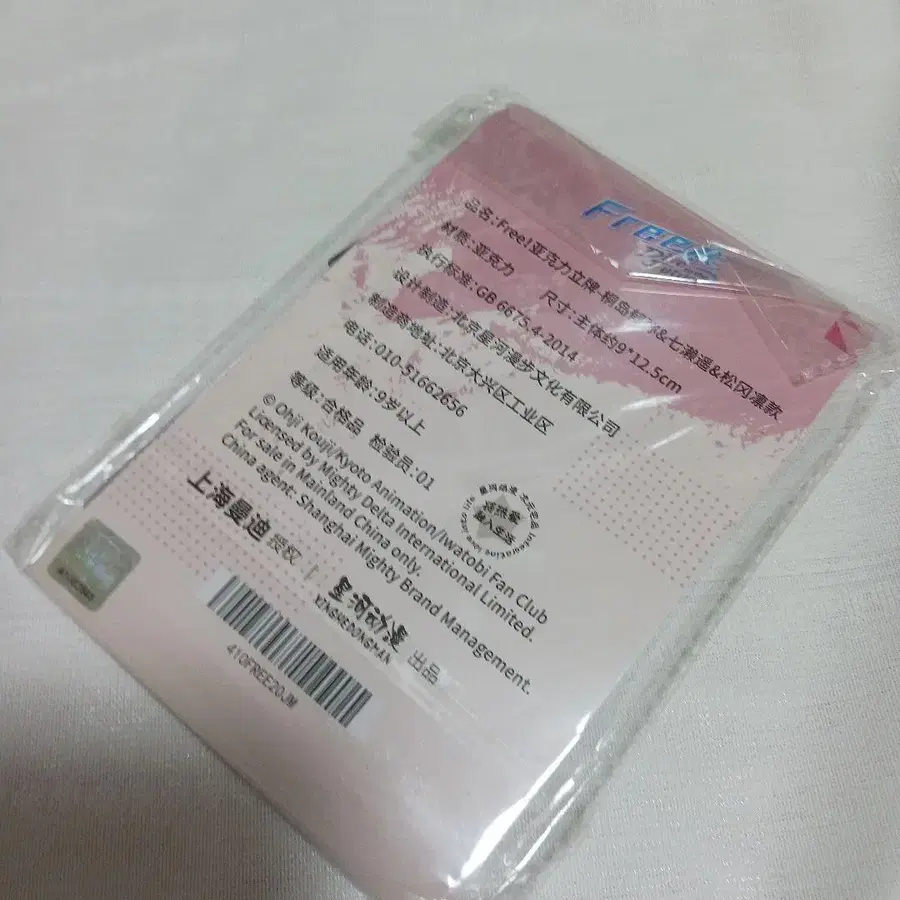 Free!
品名:Free!亚克力立牌-桐岛 &七濑遥&松冈凛款
材质:亚克力 尺寸:主体约9*12.5cm
执行标准:GB 6675.4-2014
设计制造:北京星河漫步文化有限公司
制造商地址:北京大兴区工业区
电话:010-51662656
适用年龄:9岁以上
等级:合格品 检验员:01
© Ohji Kouji/Kyoto Animation/Iwatobi Fan Club
Licensed by Mighty Delta International Limited.
For sale in Mainland China only.
China agent: Shanghai Mighty Brand Management.
上海曼迪 授权 |
星河动漫 出品
XINGHEDONGMAN
410FREE20JM